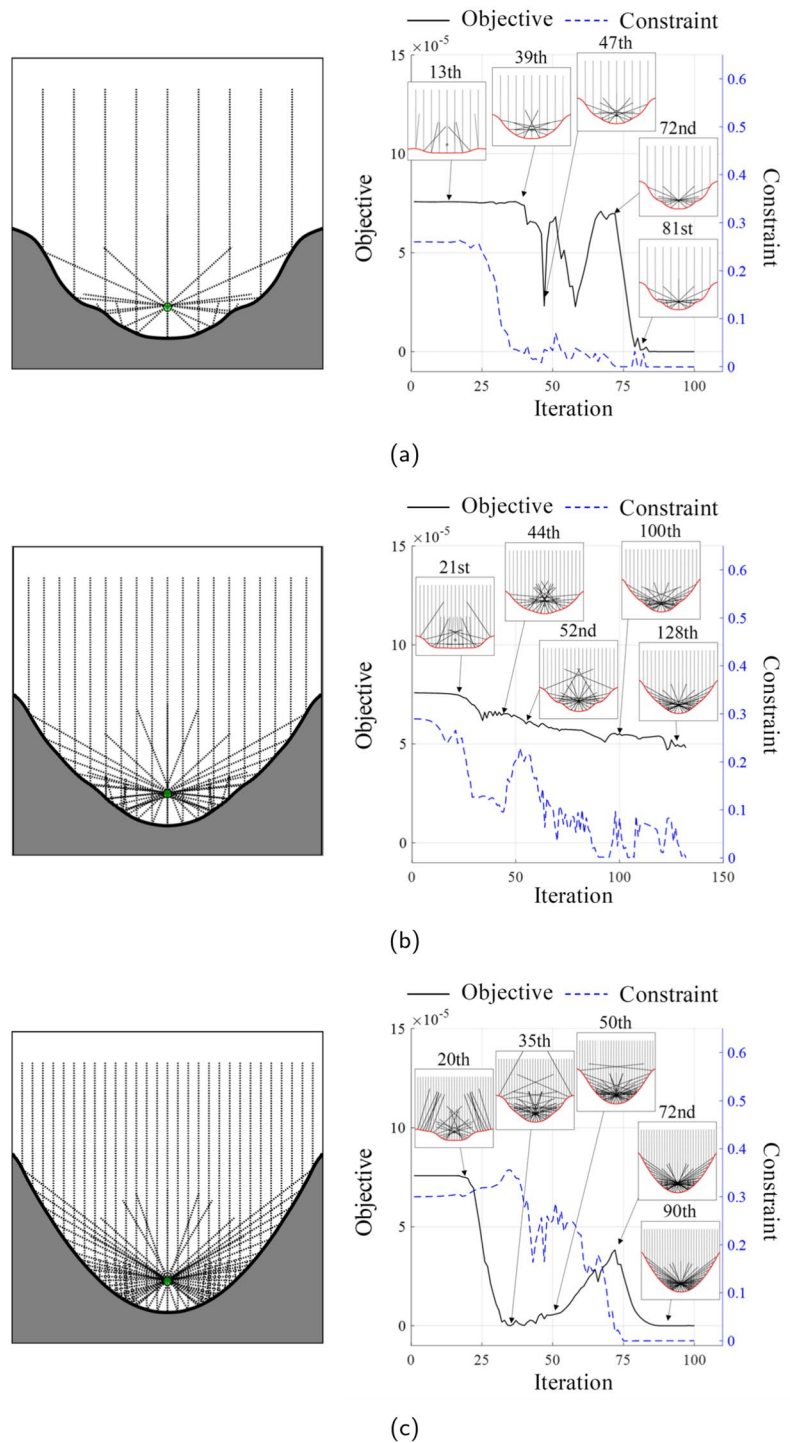 Objective Constraint
×10⁻⁵
15
10
5
0
0 25 50 75 100
0.6
0.5
0.4
0.3
0.2
0.1
0
Objective
Constraint
Iteration
13th
39th
47th
72nd
81st
(a)
Objective Constraint
×10⁻⁵
15
10
5
0
0 50 100 150
0.6
0.5
0.4
0.3
0.2
0.1
0
Objective
Constraint
Iteration
21st
44th
52nd
100th
128th
(b)
Objective Constraint
×10⁻⁵
15
10
5
0
0 25 50 75 100
0.6
0.5
0.4
0.3
0.2
0.1
0
Objective
Constraint
Iteration
20th
35th
50th
72nd
90th
(c)